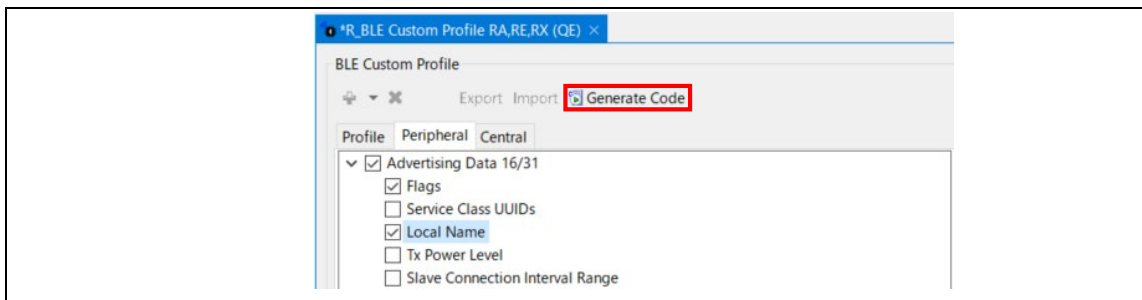 *R_BLE Custom Profile RA,RE,RX (QE)
BLE Custom Profile
Export Import Generate Code
Profile Peripheral Central
Advertising Data 16/31
Flags
Service Class UUIDs
Local Name
Tx Power Level
Slave Connection Interval Range